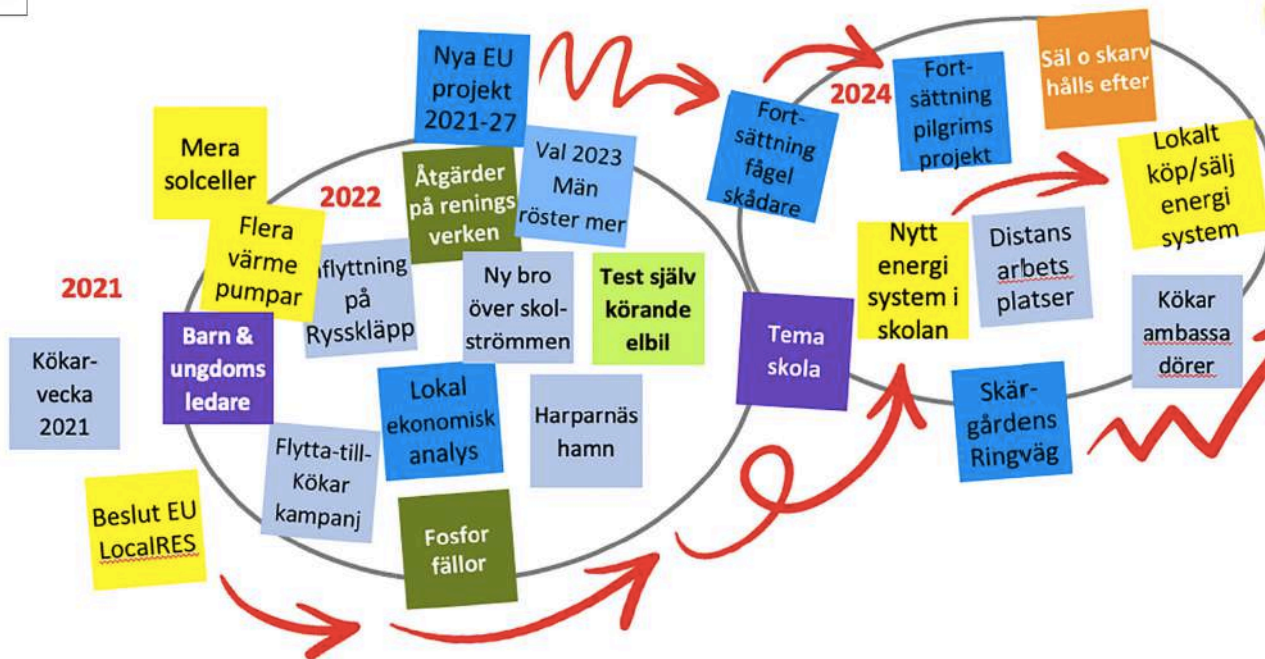 2021
Kökar-
vecka
2021
Beslut EU
LocalRES
Mera
solceller
Flera
värme
pumpar
Barn &
ungdoms
ledare
2022
nflyttning
på
Rysskläpp
Flytta-till-
Kökar
kampanj
Nya EU
projekt
2021-27
Åtgärder
på renings
verken
Val 2023
Män
röster mer
Ny bro
över skol-
strömmen
Test själv
körande
elbil
Lokal
ekonomisk
analys
Harparnäs
hamn
Fosfor
fällor
Fort-
sättning
fågel
skådare
Tema
skola
2024
Fort-
sättning
pilgrims
projekt
Säl o skarv
hålls efter
Lokalt
köp/sälj
energi
system
Nytt
energi
system i
skolan
Distans
arbets
platser
Kökar
ambassa
dörer
Skär-
gårdens
Ringväg